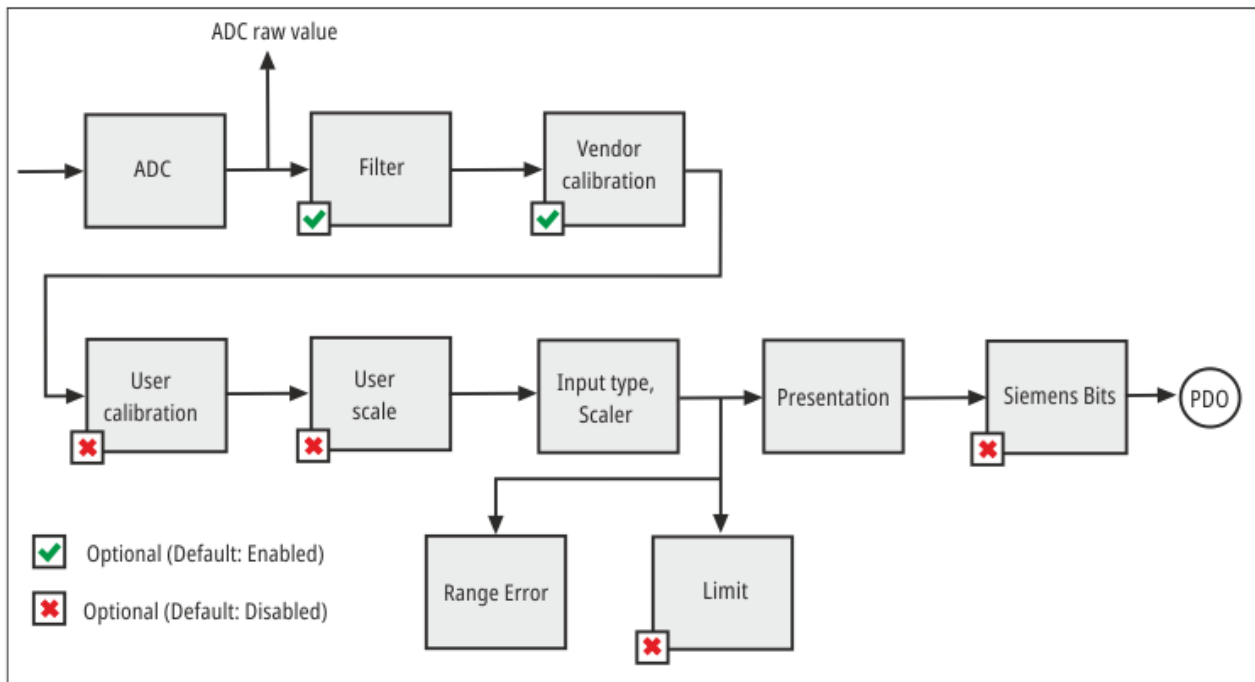 ADC raw value
ADC
Filter
Vendor
calibration
User
calibration
User
scale
Input type,
Scaler
Presentation
Siemens Bits
PDO
Range Error
Limit
Optional (Default: Enabled)
Optional (Default: Disabled)